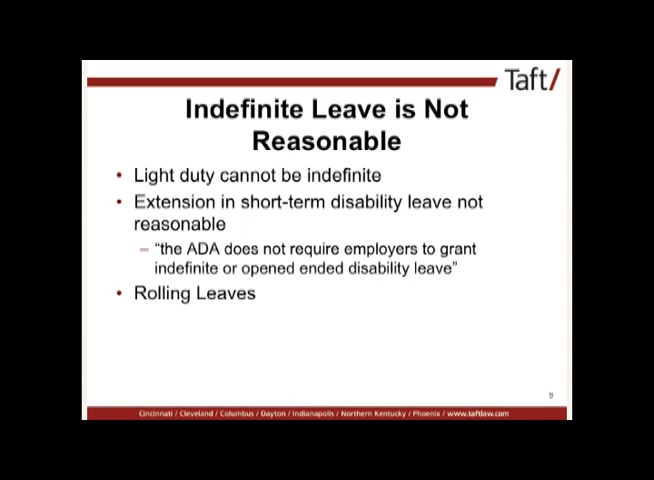 Taft/
Indefinite Leave is Not
Reasonable
• Light duty cannot be indefinite
• Extension in short-term disability leave not
reasonable
– “the ADA does not require employers to grant
indefinite or opened ended disability leave”
• Rolling Leaves
9
Cincinnati / Cleveland / Columbus / Dayton / Indianapolis / Northern Kentucky / Phoenix / www.taftlaw.com